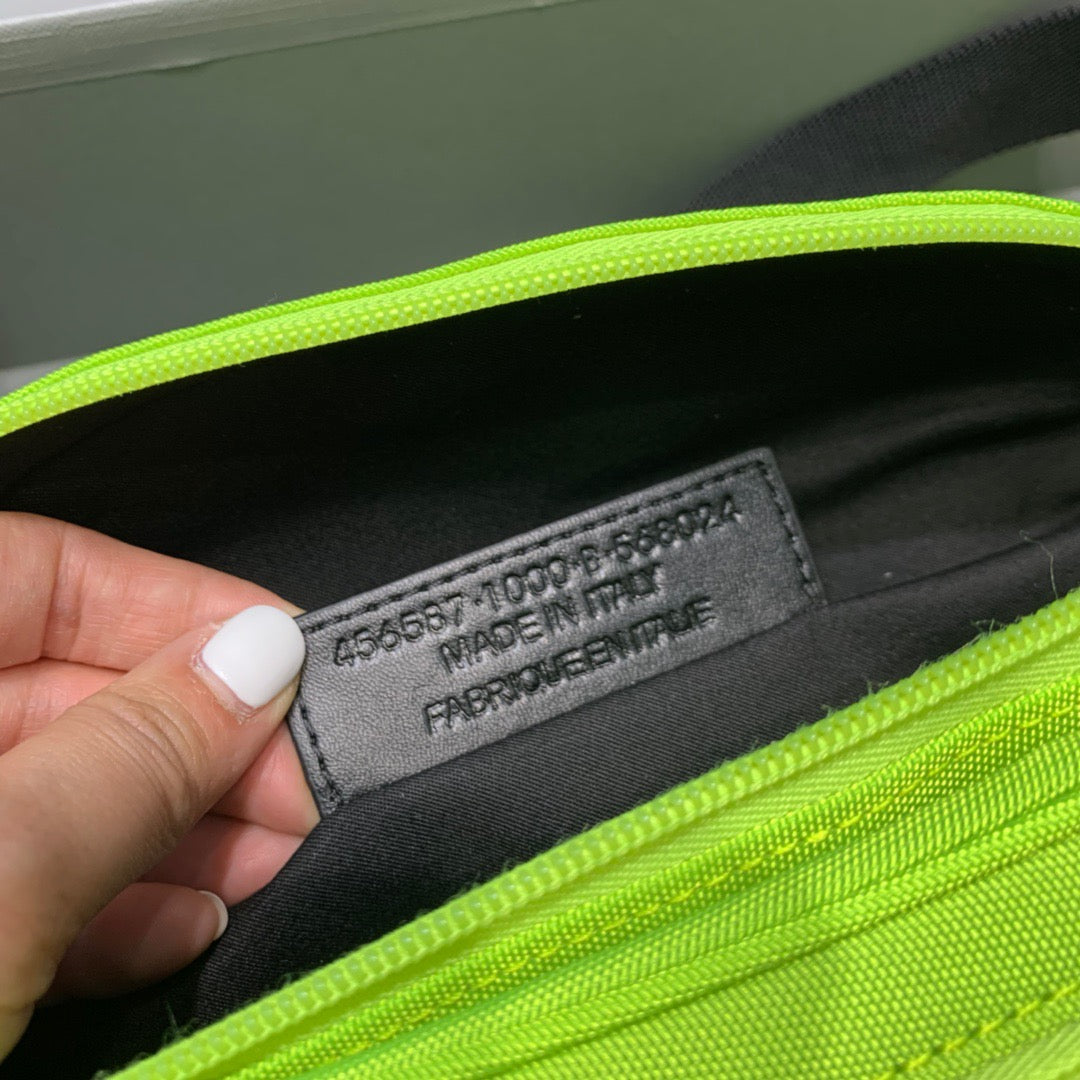 456587-1000-B-568024
MADE IN ITALY
FABRIQUE EN ITALIE